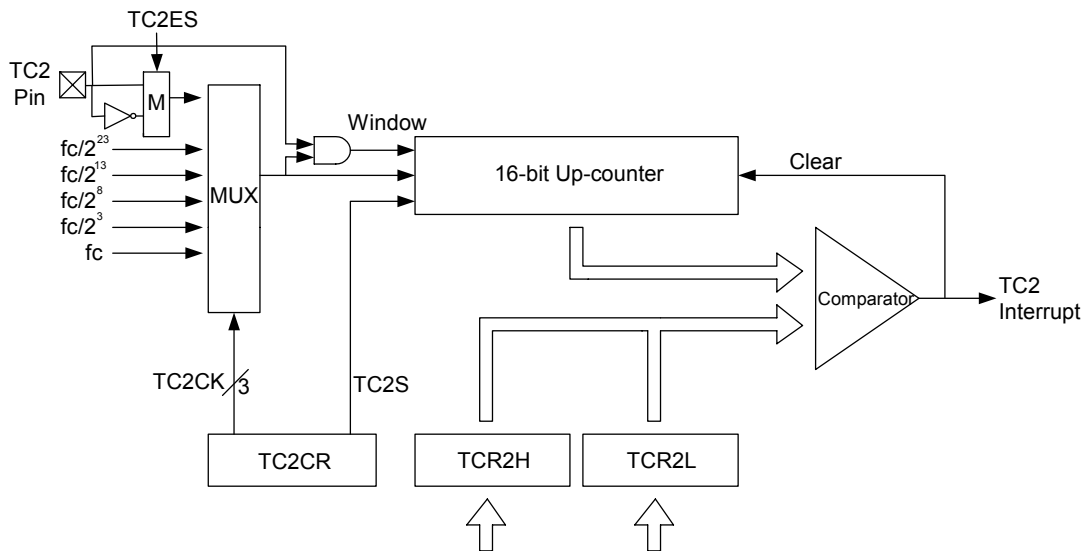 TC2ES
TC2
Pin
M
fc/2²³
fc/2¹³
fc/2⁸
fc/2³
fc
MUX
Window
16-bit Up-counter
Clear
Comparator
TC2
Interrupt
TC2CK
3
TC2S
TC2CR
TCR2H
TCR2L